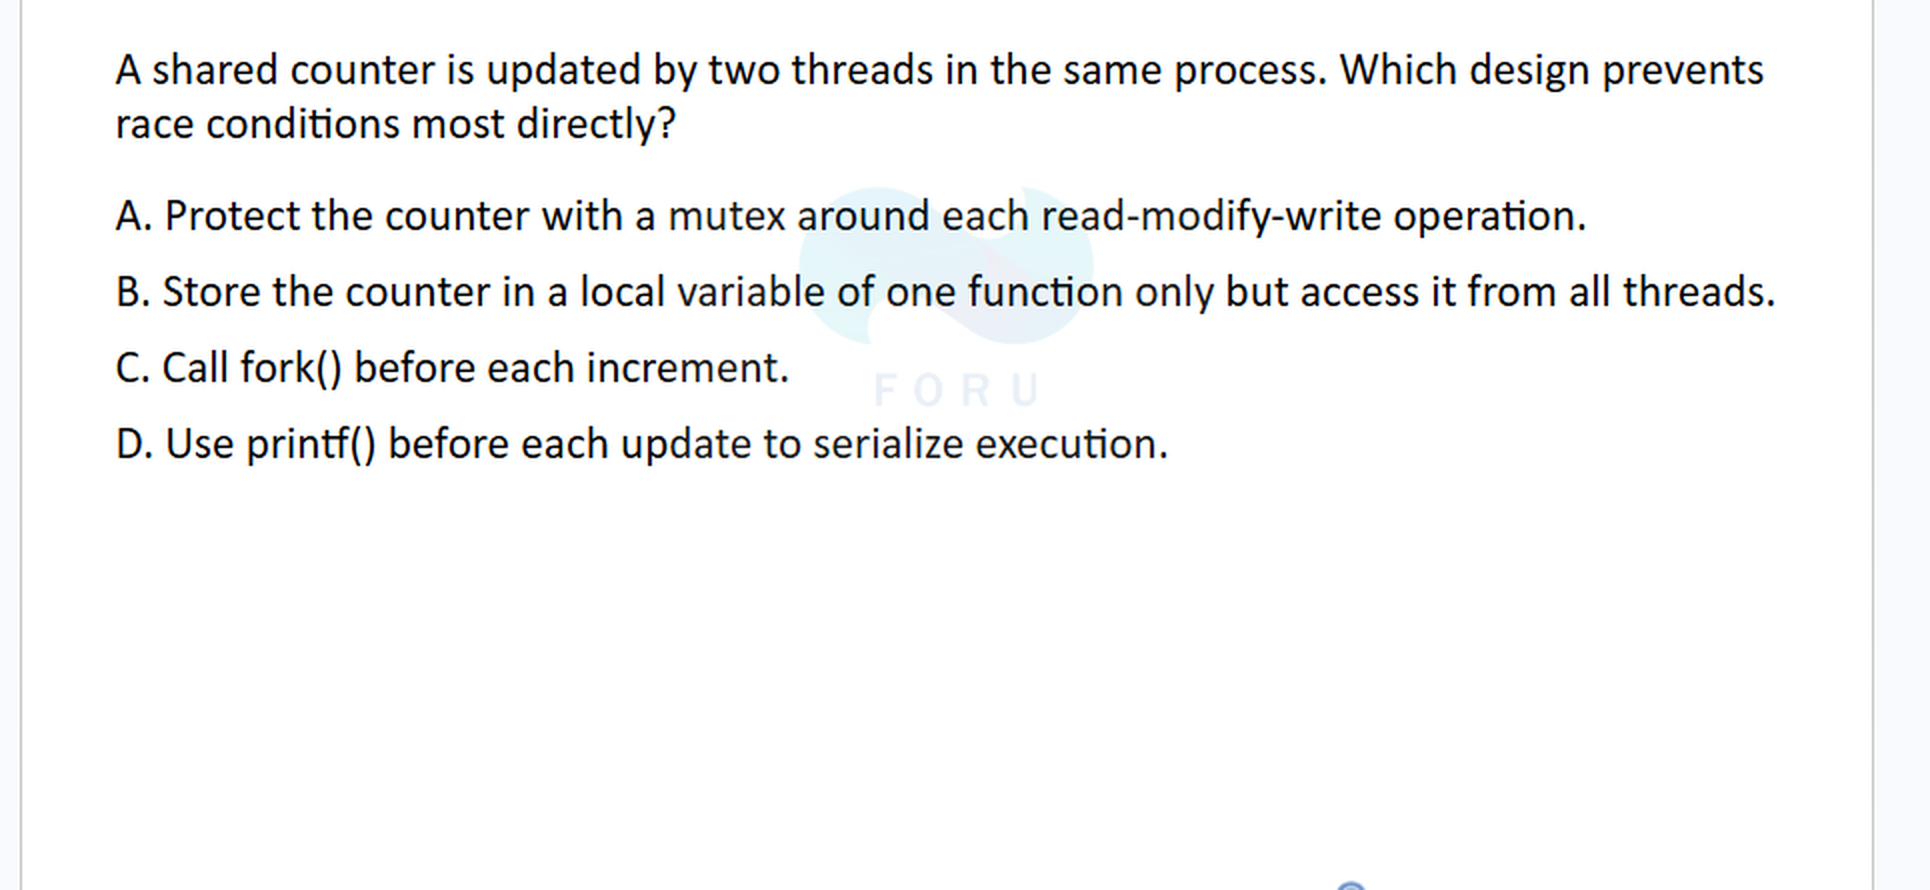 A shared counter is updated by two threads in the same process. Which design prevents
race conditions most directly?
A. Protect the counter with a mutex around each read-modify-write operation.
B. Store the counter in a local variable of one function only but access it from all threads.
C. Call fork() before each increment.
FORU
D. Use printf() before each update to serialize execution.